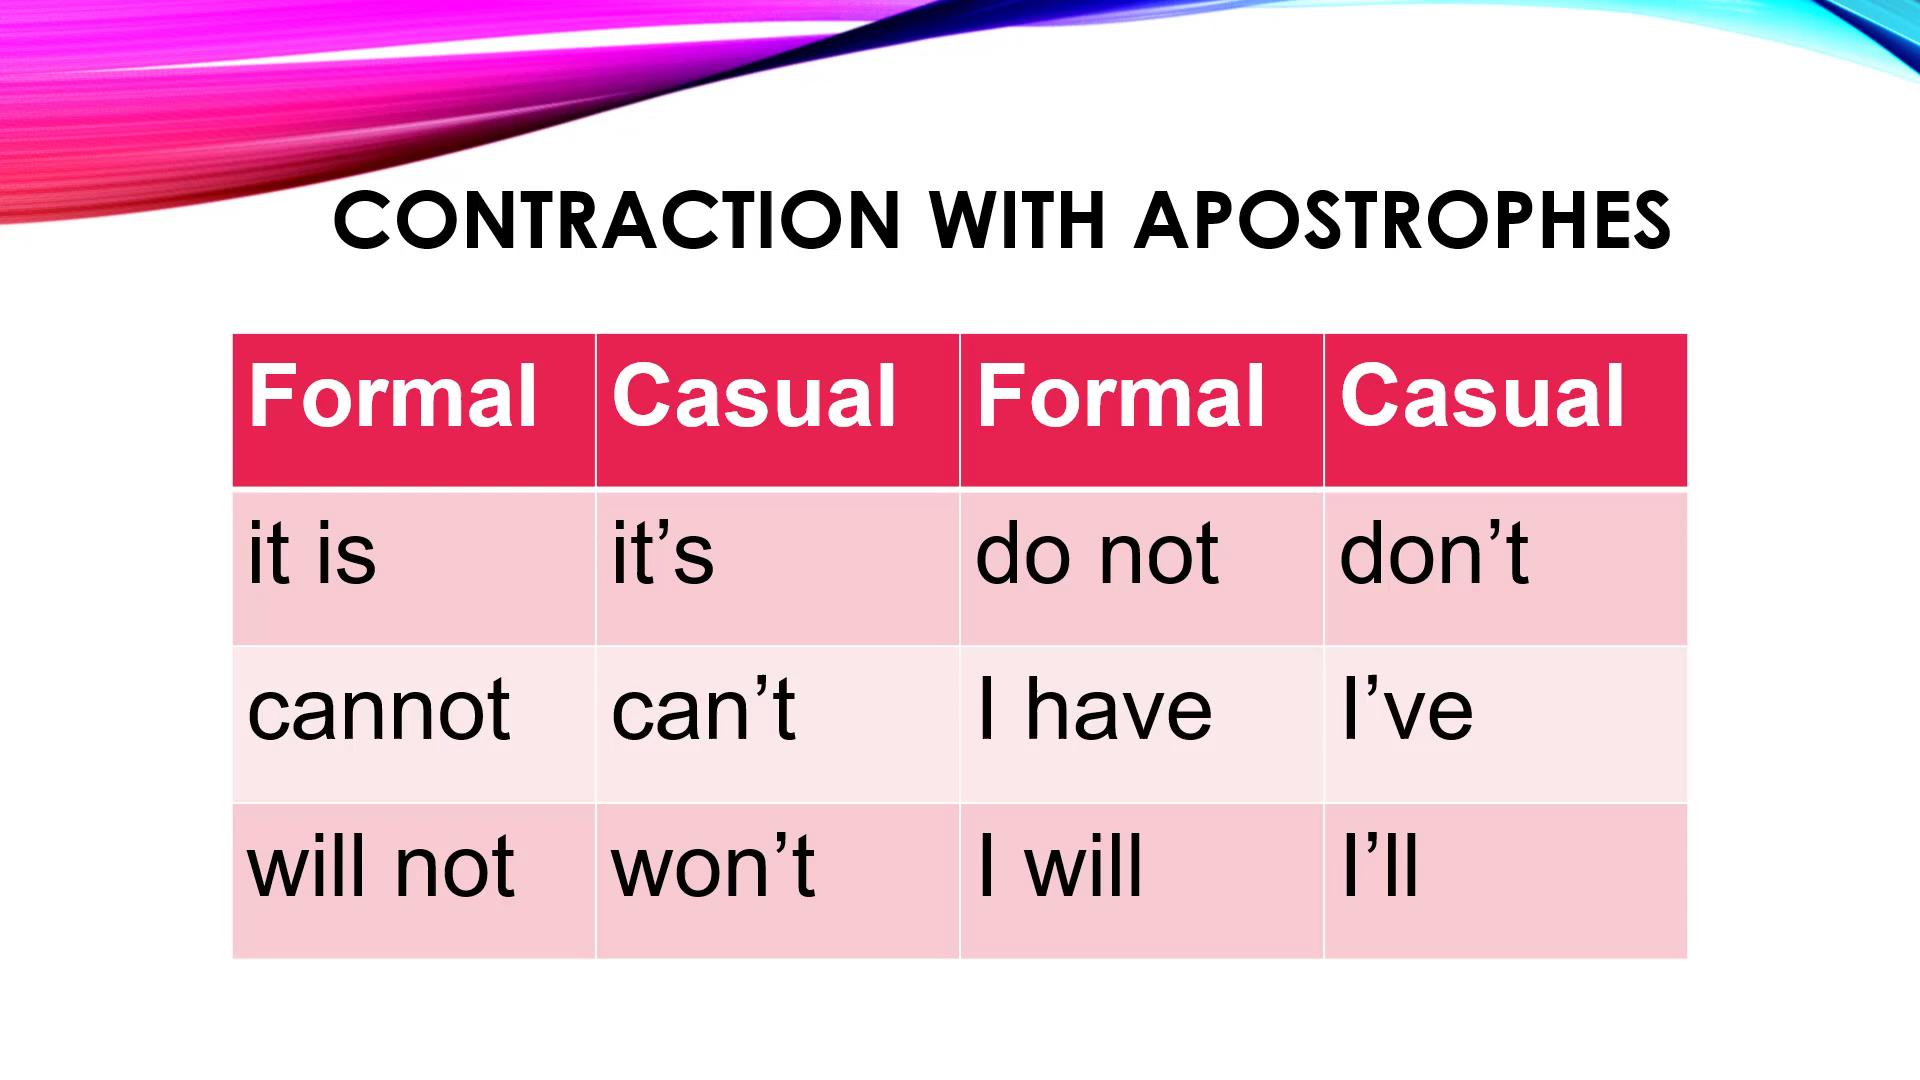 CONTRACTION WITH APOSTROPHES
Formal Casual Formal Casual
it is it’s do not don’t
cannot can’t I have I’ve
will not won’t I will I’ll